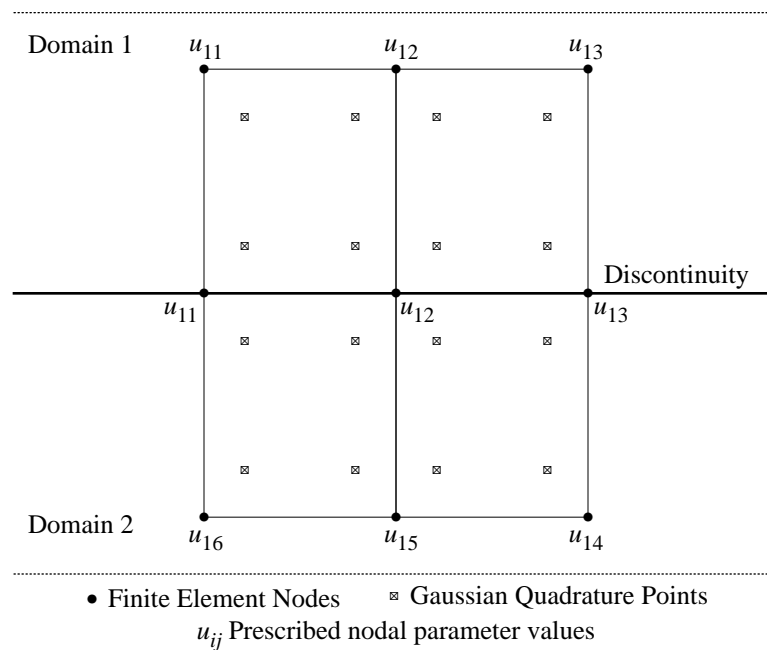 Domain 1
u11 u12 u13
Discontinuity
u11 u12 u13
Domain 2
u16 u15 u14
Finite Element Nodes Gaussian Quadrature Points
uij Prescribed nodal parameter values